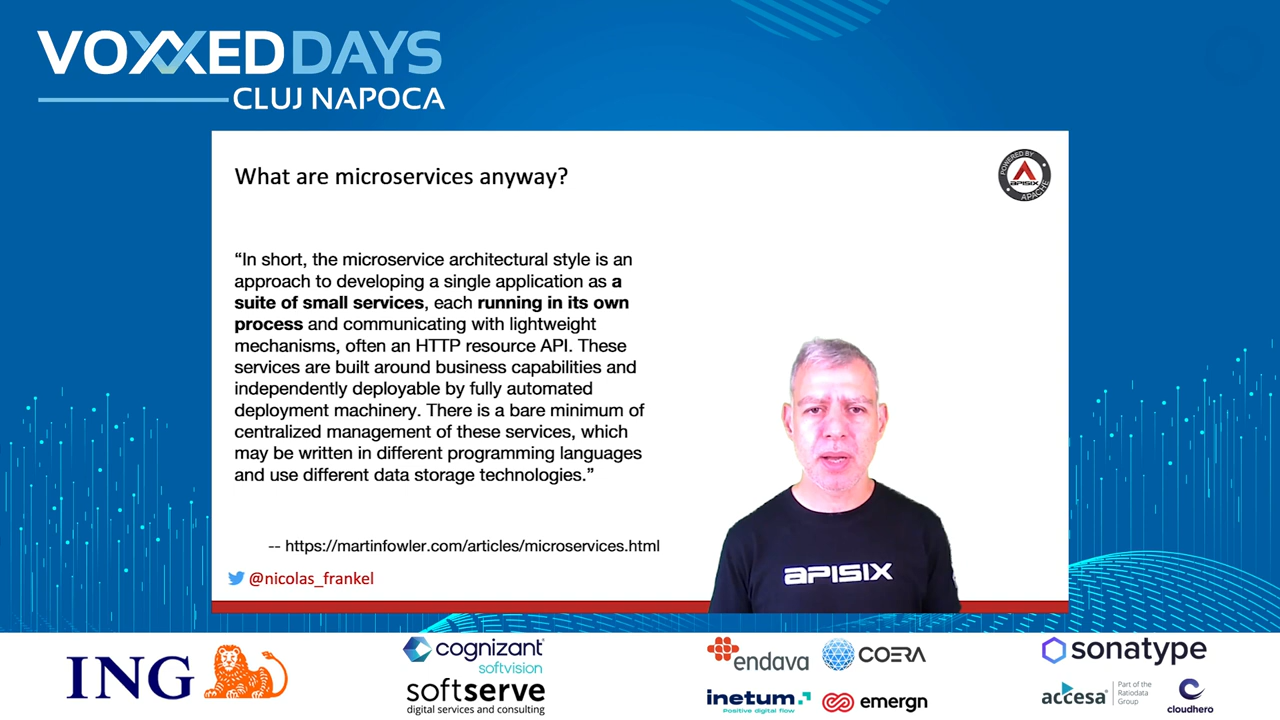 VOXXEDDAYS
CLUJ NAPOCA
What are microservices anyway?
POWERED BY
APISIX
APACHE
“In short, the microservice architectural style is an
approach to developing a single application as a
suite of small services, each running in its own
process and communicating with lightweight
mechanisms, often an HTTP resource API. These
services are built around business capabilities and
independently deployable by fully automated
deployment machinery. There is a bare minimum of
centralized management of these services, which
may be written in different programming languages
and use different data storage technologies.”
-- https://martinfowler.com/articles/microservices.html
@nicolas_frankel
APISIX
ING
cognizant
softvision
softserve
digital services and consulting
endava
COERA
inetum.
Positive digital flow
emergn
sonatype
accesa
Part of the
Ratiodata
Group
cloudhero